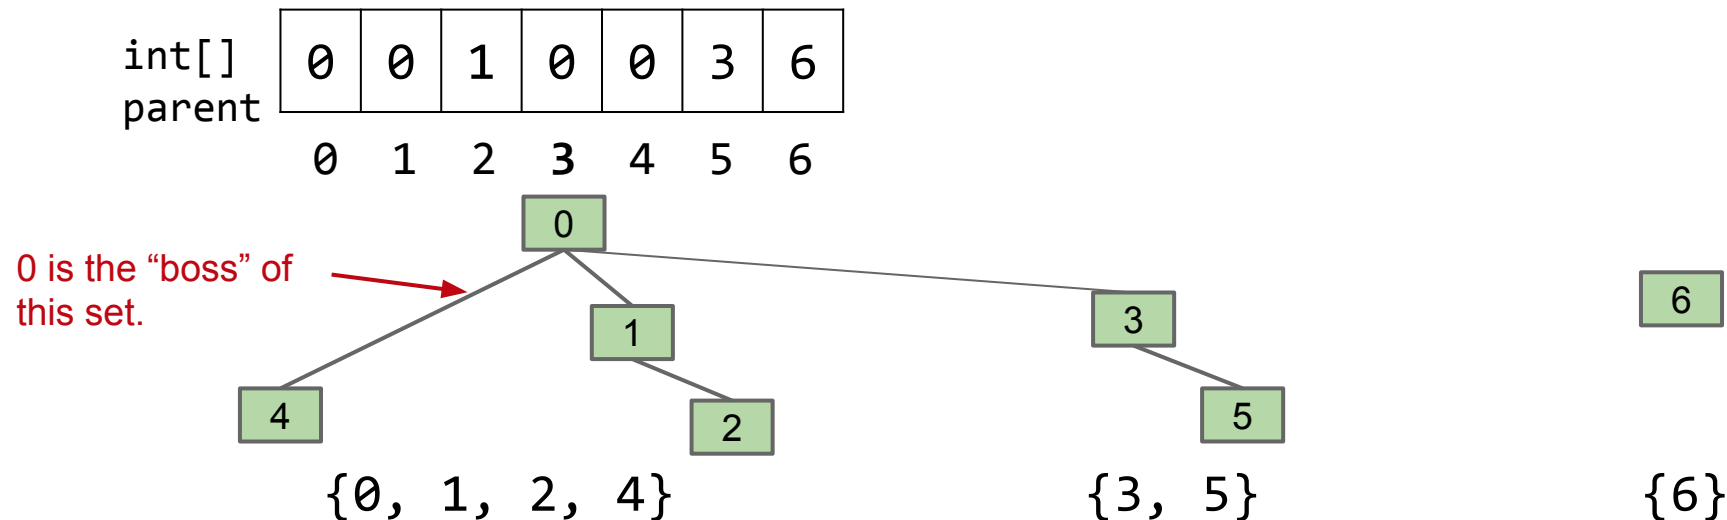 int[] parent
0 0 1 0 0 3 6
0 1 2 3 4 5 6
0
0 is the “boss” of
this set.
1
3
6
4
2
5
{0, 1, 2, 4}
{3, 5}
{6}